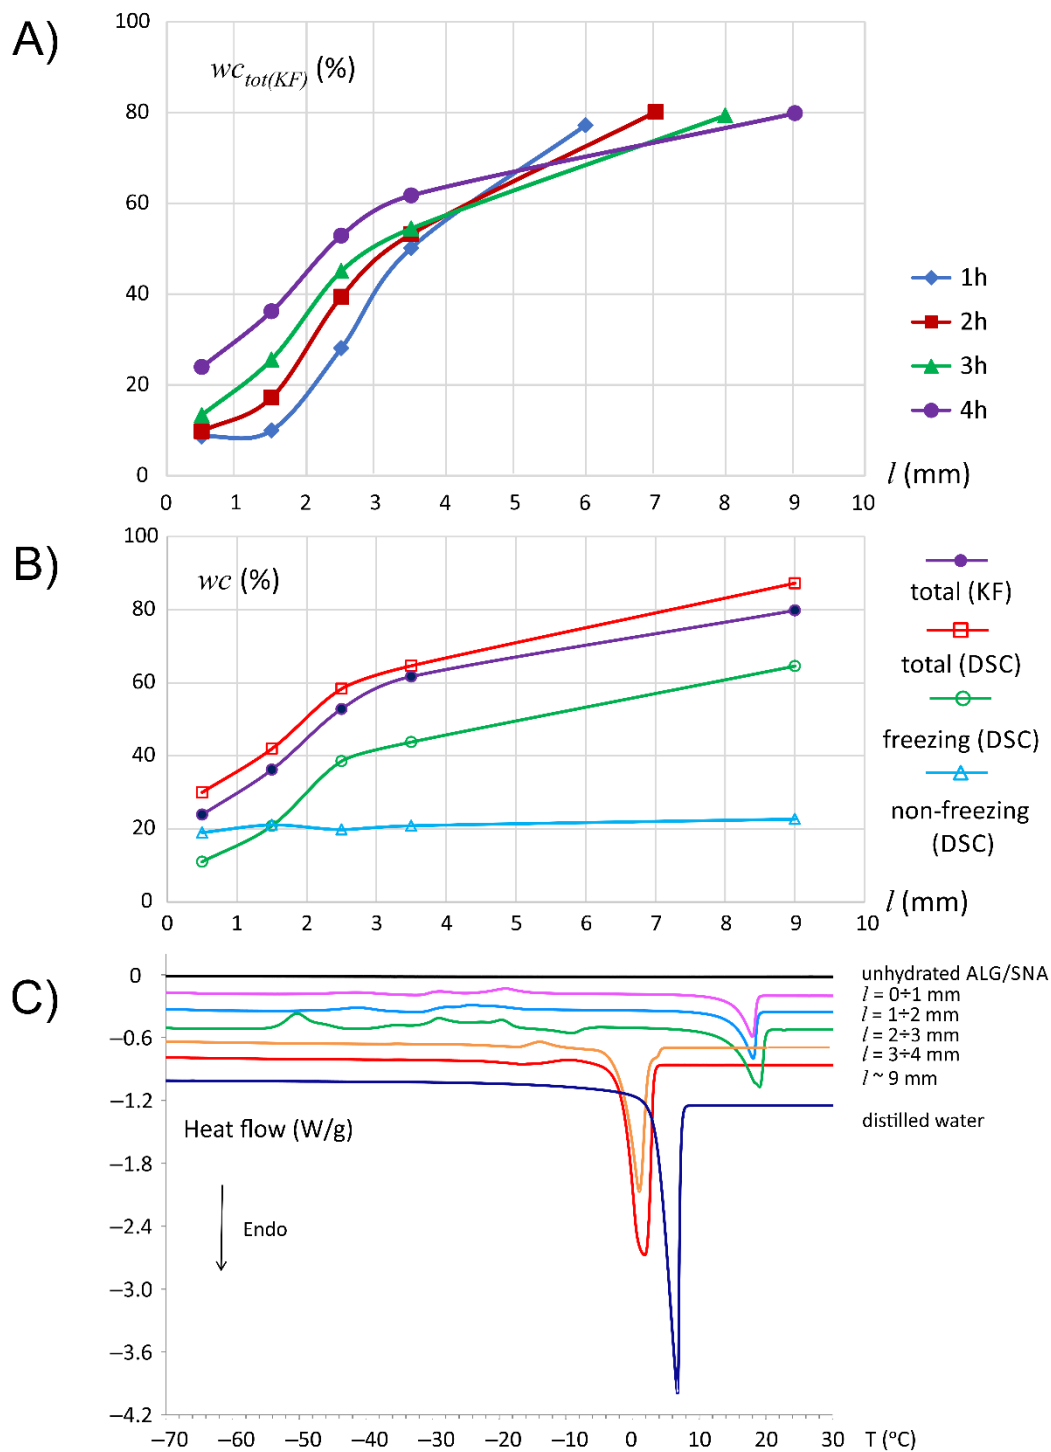 A)
wc_tot(KF) (%)
100
80
60
40
20
0
0 1 2 3 4 5 6 7 8 9 10
l (mm)
1h
2h
3h
4h
B)
wc (%)
100
80
60
40
20
0
0 1 2 3 4 5 6 7 8 9 10
l (mm)
total (KF)
total (DSC)
freezing (DSC)
non-freezing
(DSC)
C)
0
−0.6
−1.2
−1.8
−2.4
−3.0
−3.6
−4.2
Heat flow (W/g)
Endo
unhydrated ALG/SNA
l = 0÷1 mm
l = 1÷2 mm
l = 2÷3 mm
l = 3÷4 mm
l ~ 9 mm
distilled water
−70 −60 −50 −40 −30 −20 −10 0 10 20 30
T (°C)